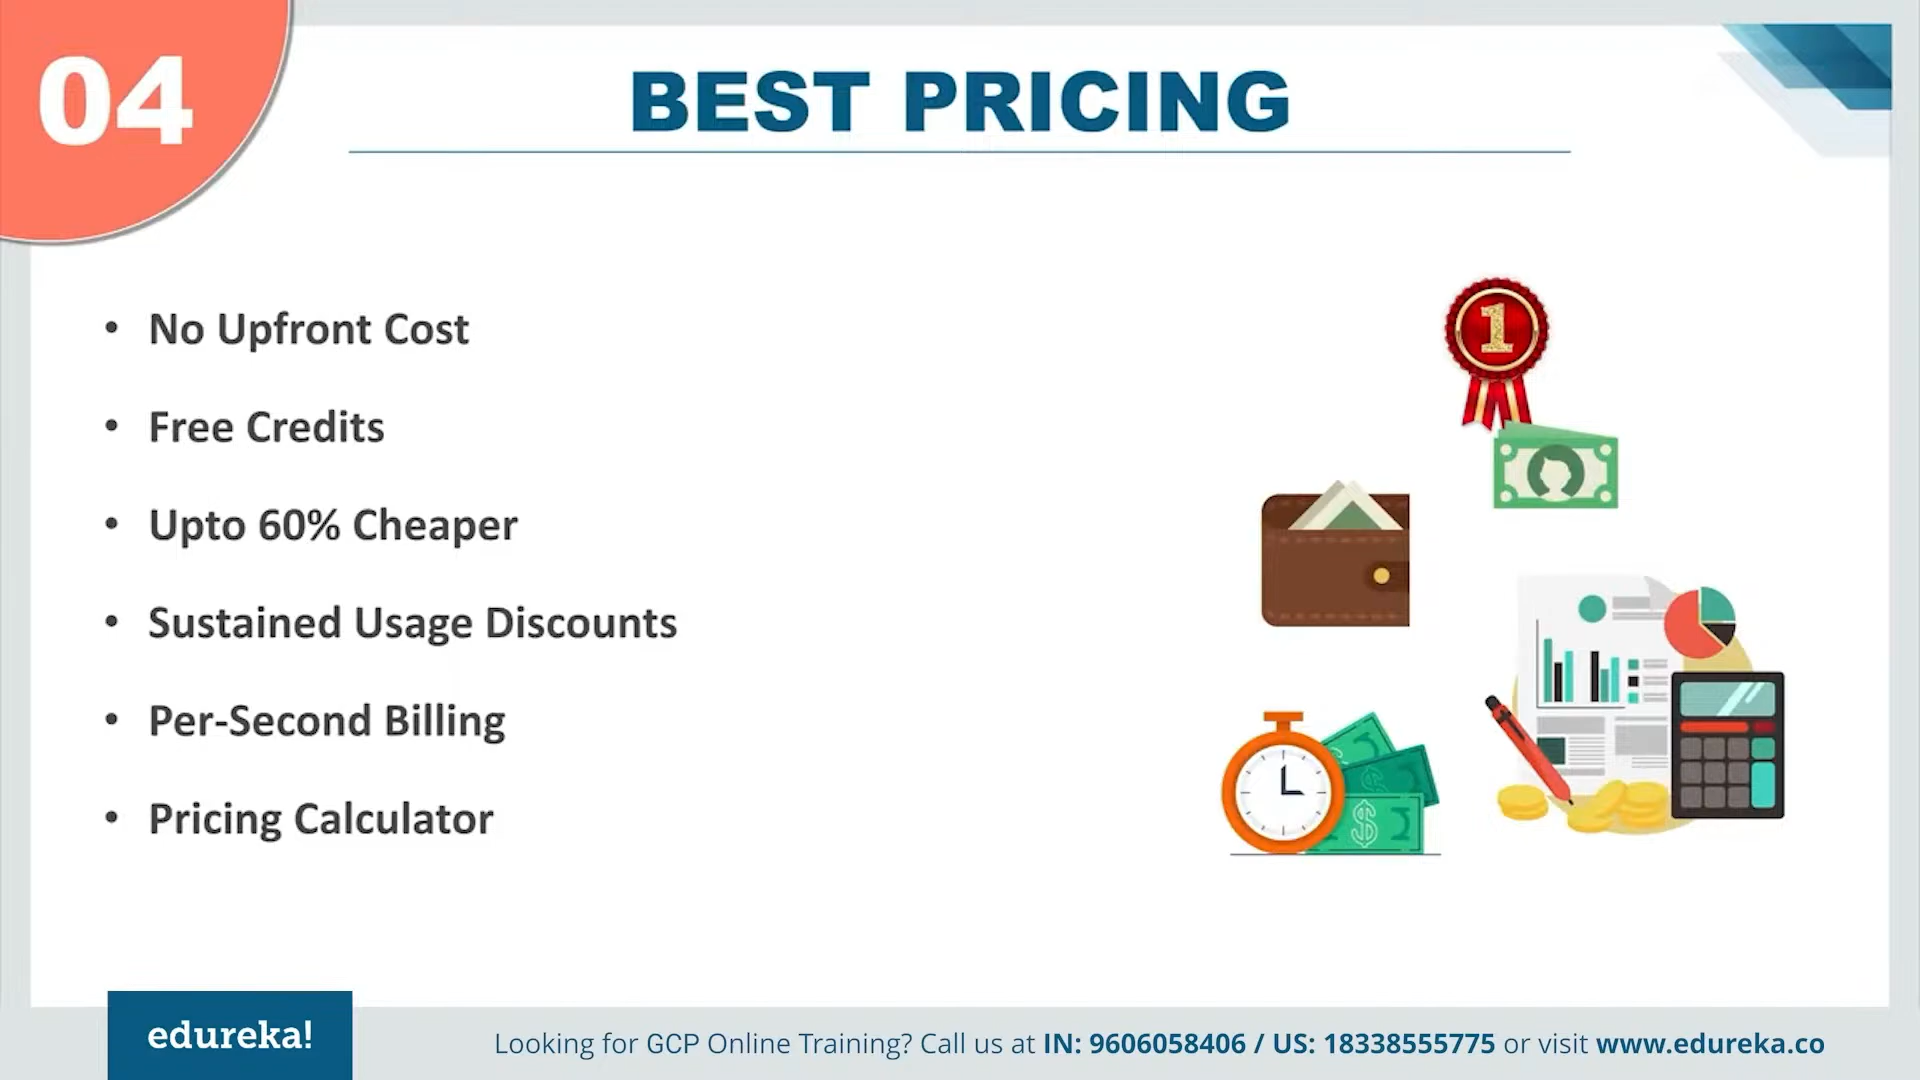 04
BEST PRICING
• No Upfront Cost
• Free Credits
• Upto 60% Cheaper
• Sustained Usage Discounts
• Per-Second Billing
• Pricing Calculator
1
$
edureka!
Looking for GCP Online Training? Call us at IN: 9606058406 / US: 18338555775 or visit www.edureka.co